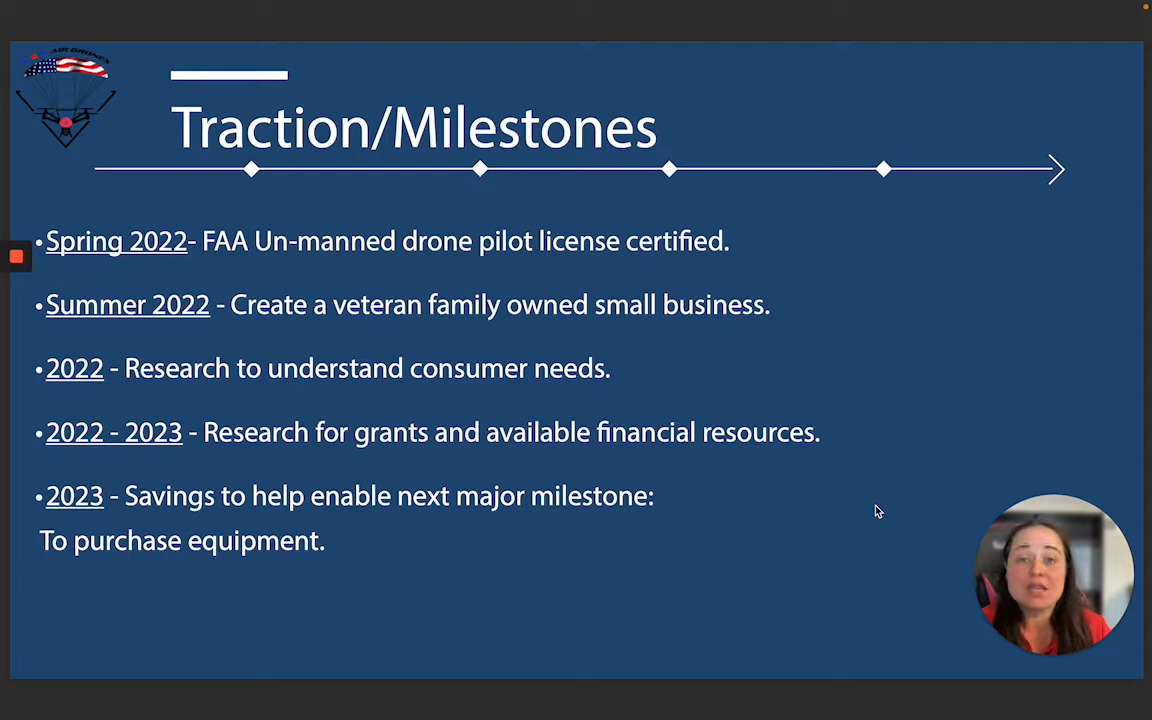 AIR DRONES
Traction/Milestones
•Spring 2022- FAA Un-manned drone pilot license certified.
•Summer 2022 - Create a veteran family owned small business.
•2022 - Research to understand consumer needs.
•2022 - 2023 - Research for grants and available financial resources.
•2023 - Savings to help enable next major milestone:
To purchase equipment.